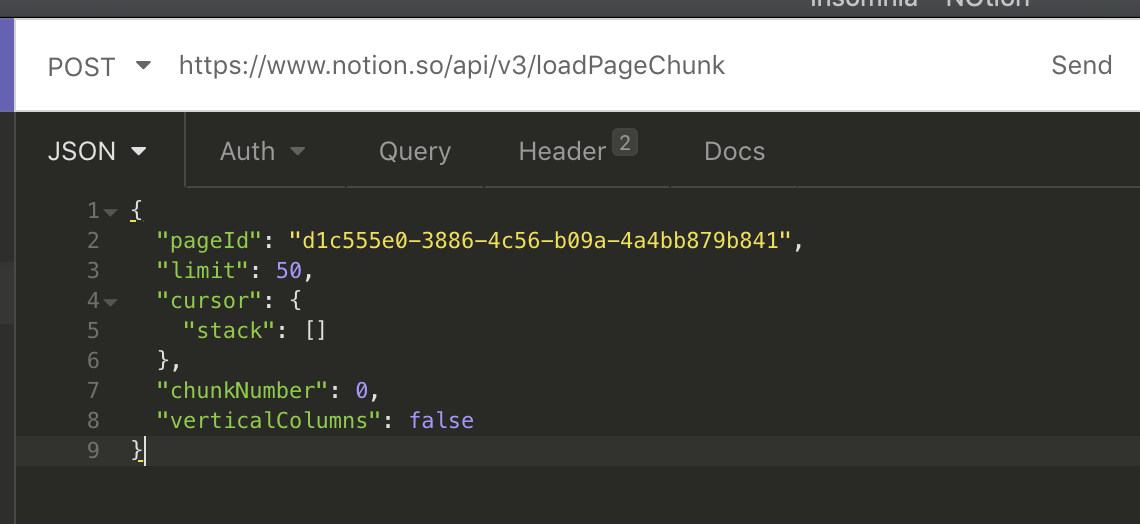 Insomnia – NOtion
POST https://www.notion.so/api/v3/loadPageChunk Send
JSON Auth Query Header 2 Docs
1 {
2 "pageId": "d1c555e0-3886-4c56-b09a-4a4bb879b841",
3 "limit": 50,
4 "cursor": {
5 "stack": []
6 },
7 "chunkNumber": 0,
8 "verticalColumns": false
9 }